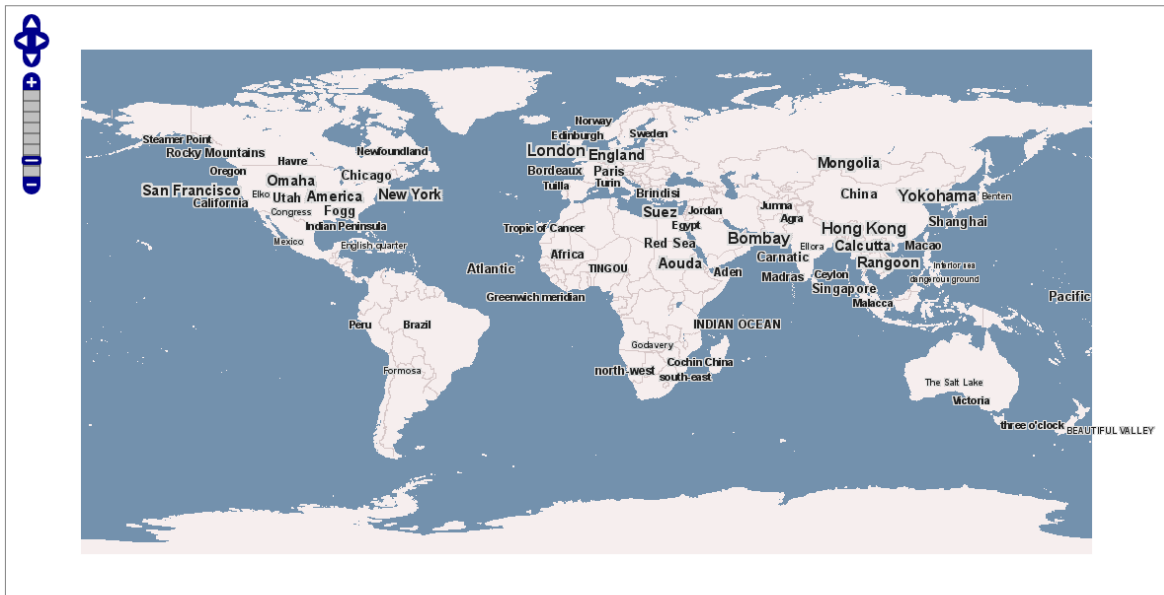 +
−
Norway
Steamer Point
Edinburgh
Sweden
Rocky Mountains
Newfoundland
London
England
Havre
Mongolia
Oregon
Chicago
Bordeaux
Paris
Omaha
Tuilla
Turin
San Francisco
Elko
Utah
America
New York
Brindisi
China
Yokohama
Benten
California
Congress
Fogg
Suez
Jordan
Jumna
Agra
Shanghai
Indian Peninsula
Tropic of Cancer
Egypt
Hong Kong
Mexico
English quarter
Red Sea
Bombay
Ellora
Calcutta
Macao
Africa
Carnatic
Atlantic
TINGOU
Aouda
Aden
Rangoon
Interior sea
Madras
Ceylon
dangerous ground
Singapore
Greenwich meridian
Malacca
Pacific
Peru
Brazil
INDIAN OCEAN
Godavery
Formosa
north-west
Cochin China
south-east
The Salt Lake
Victoria
three o'clock
BEAUTIFUL VALLEY